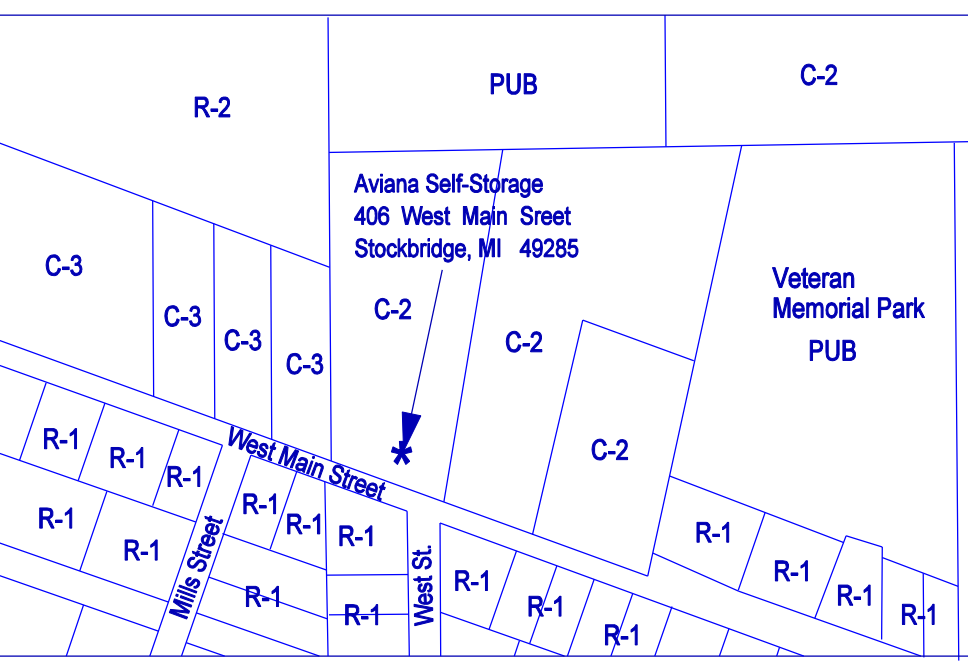 R-2
PUB
C-2
Aviana Self-Storage
406 West Main Sreet
Stockbridge, MI 49285
C-3
C-3
C-3
C-3
C-2
C-2
C-2
Veteran
Memorial Park
PUB
West Main Street
R-1
R-1
R-1
R-1
R-1
R-1
R-1
R-1
R-1
R-1
Mills Street
West St.
R-1
R-1
R-1
R-1
R-1
R-1
R-1